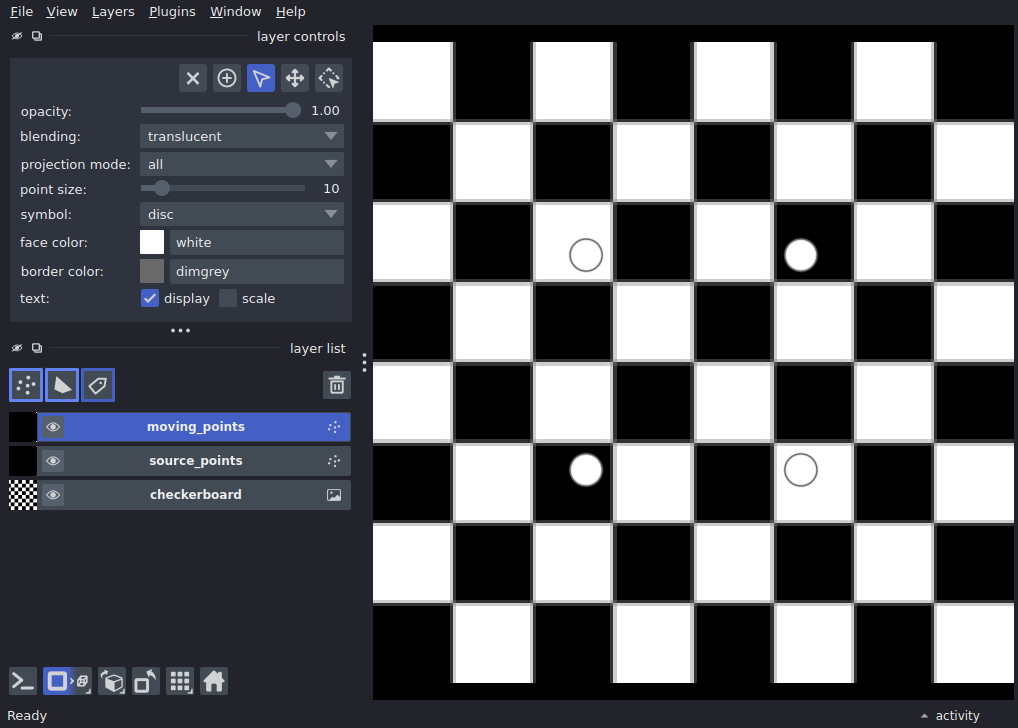 File View Layers Plugins Window Help
layer controls
opacity: 1.00
blending: translucent
projection mode: all
point size: 10
symbol: disc
face color: white
border color: dimgrey
text: display scale
layer list
moving_points
source_points
checkerboard
Ready activity